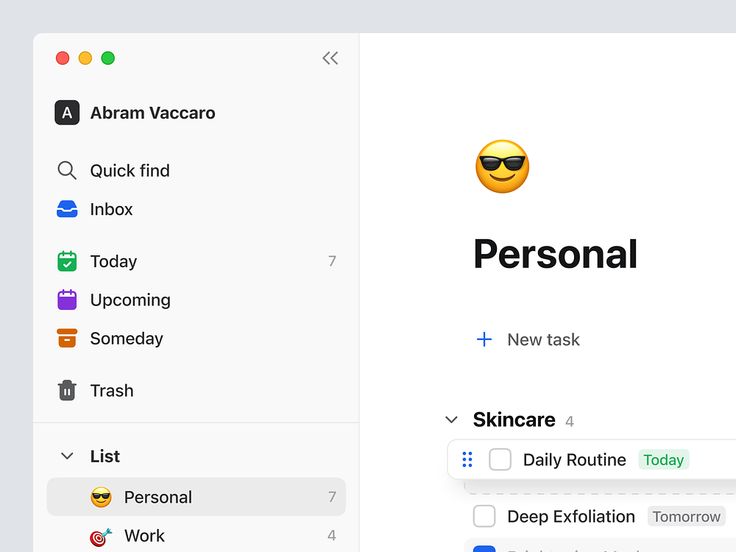 A Abram Vaccaro
Quick find
Inbox
Today 7
Upcoming
Someday
Trash
List
Personal 7
Work 4
Personal
New task
Skincare 4
Daily Routine Today
Deep Exfoliation Tomorrow